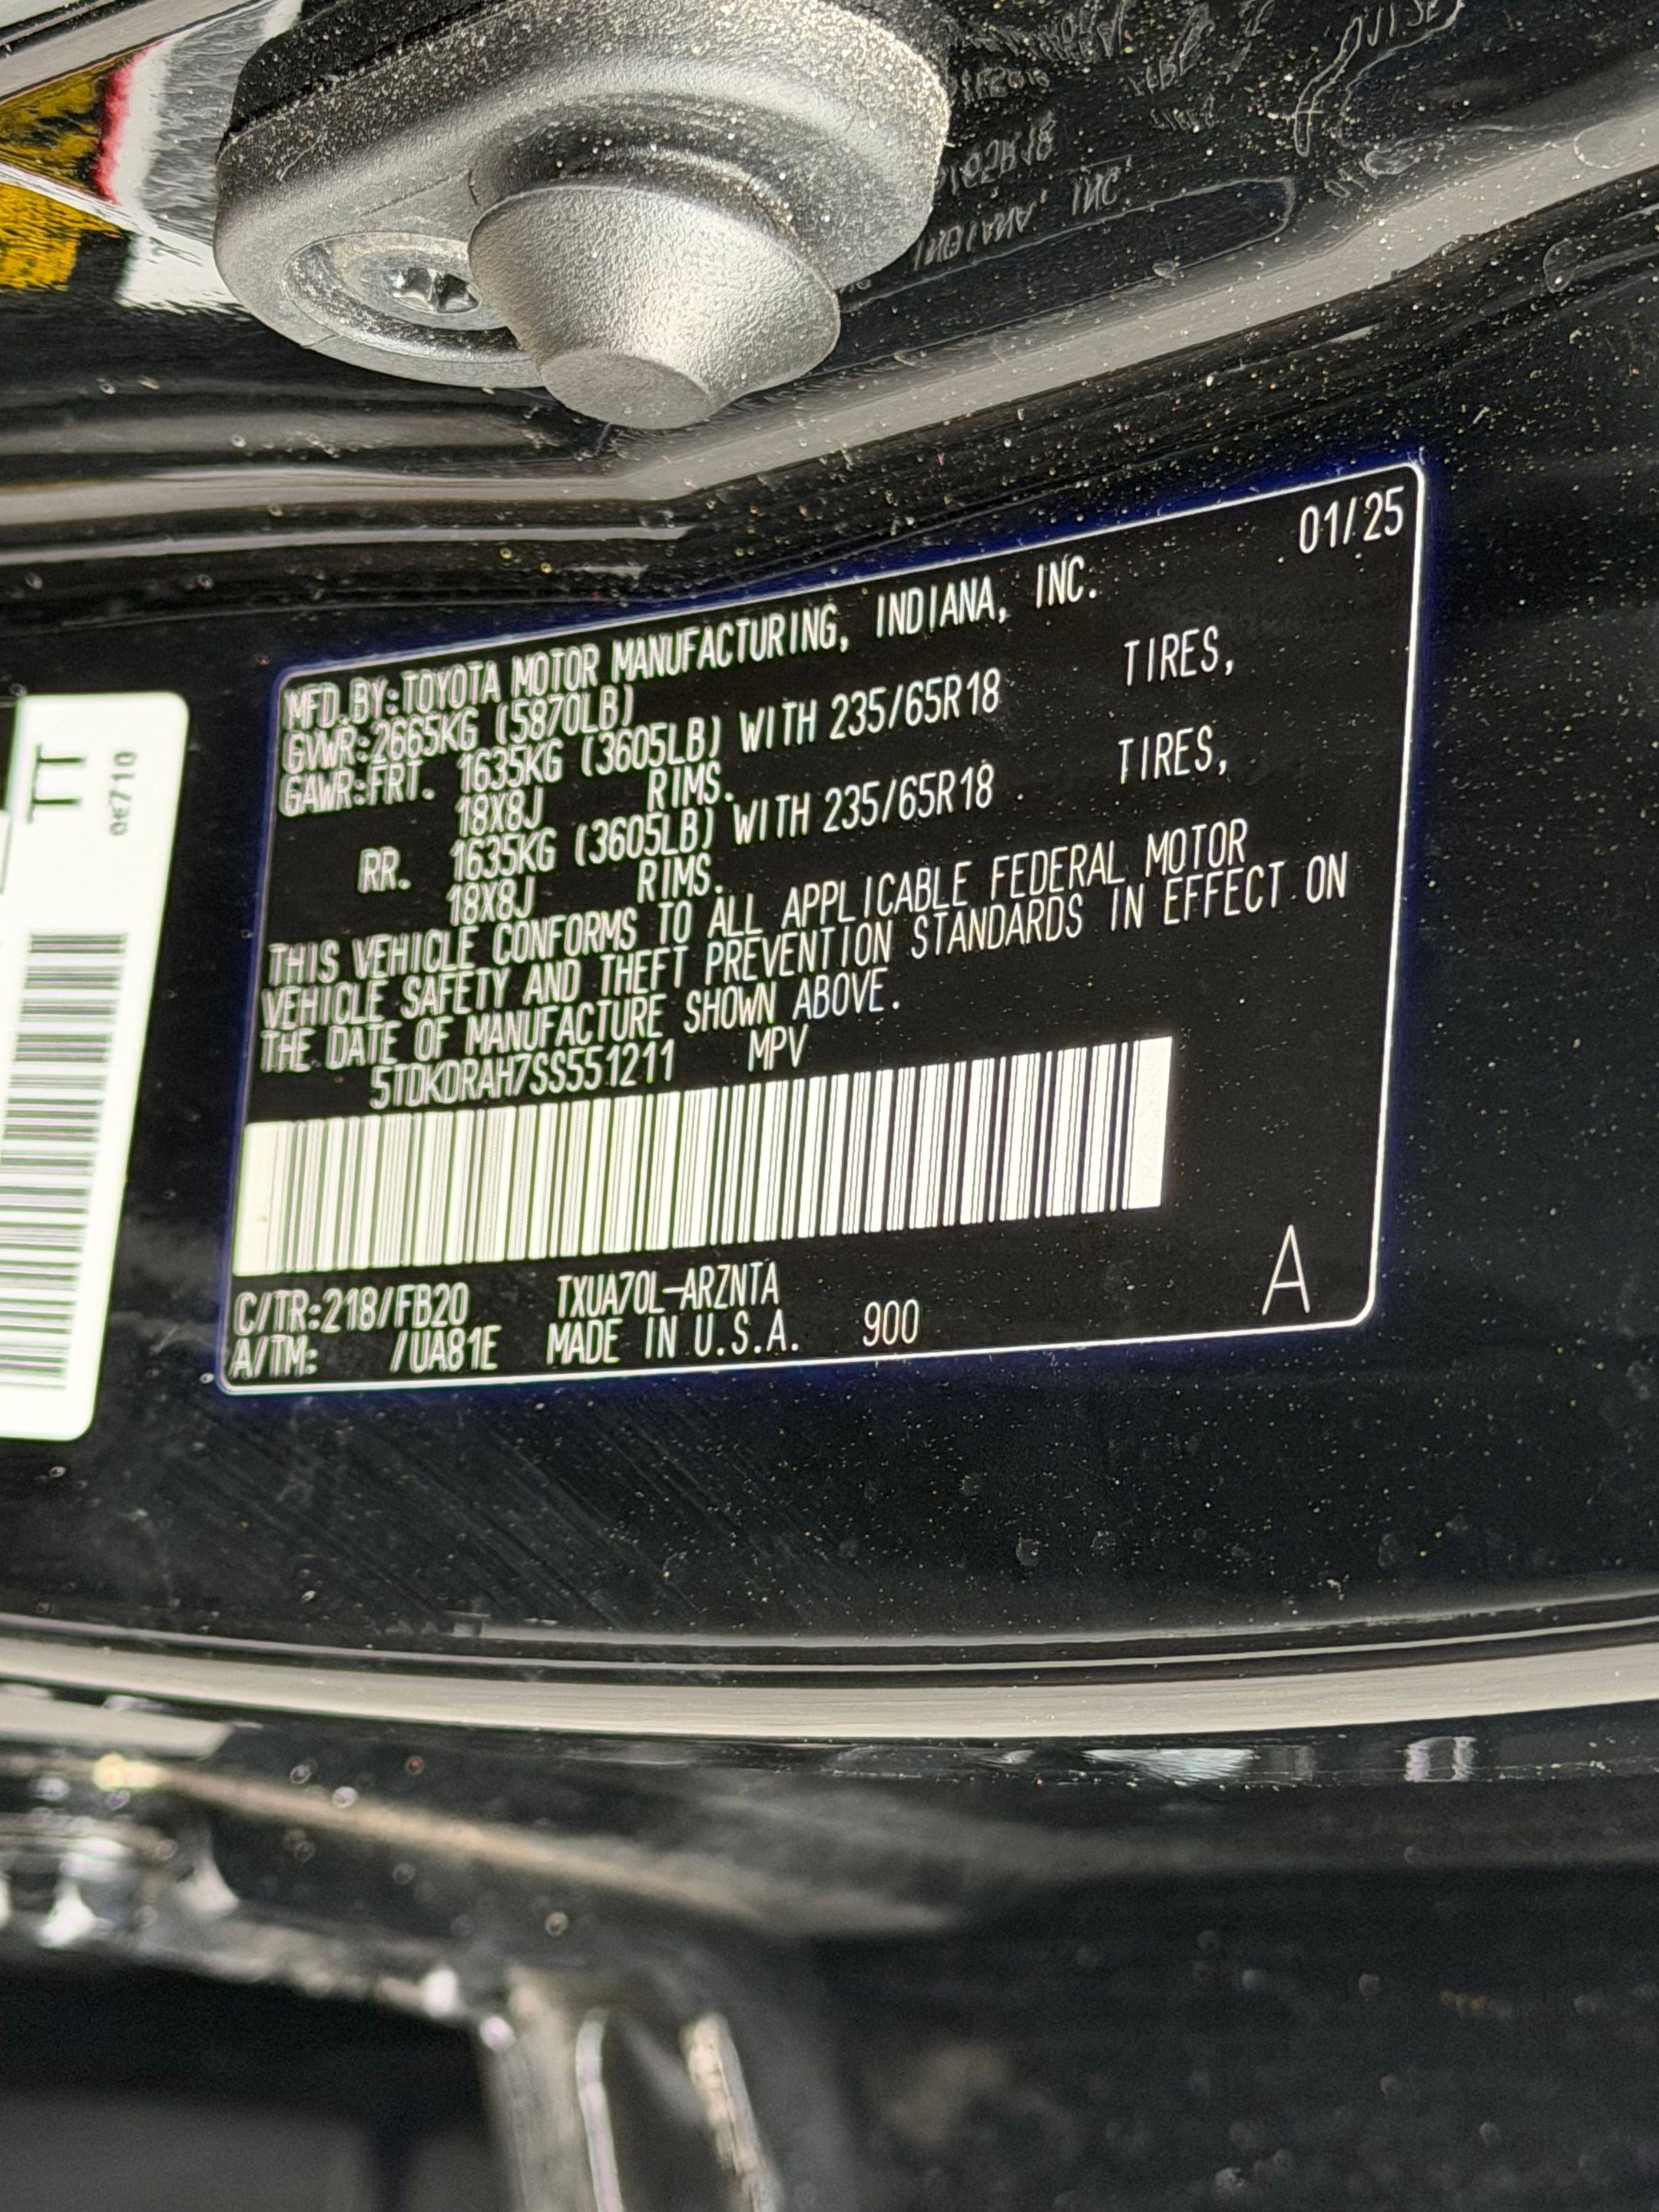 01/25
MFD.BY:TOYOTA MOTOR MANUFACTURING, INDIANA, INC.
GVWR:2665KG (5870LB)
GAWR:FRT. 1635KG (3605LB) WITH 235/65R18 TIRES,
18X8J RIMS.
RR. 1635KG (3605LB) WITH 235/65R18 TIRES,
18X8J RIMS.
THIS VEHICLE CONFORMS TO ALL APPLICABLE FEDERAL MOTOR
VEHICLE SAFETY AND THEFT PREVENTION STANDARDS IN EFFECT ON
THE DATE OF MANUFACTURE SHOWN ABOVE.
5TDKDRAH7SS551211 MPV
C/TR:218/FB20 TXUA70L-ARZNTA
A/TM: /UA81E MADE IN U.S.A. 900
A
TT